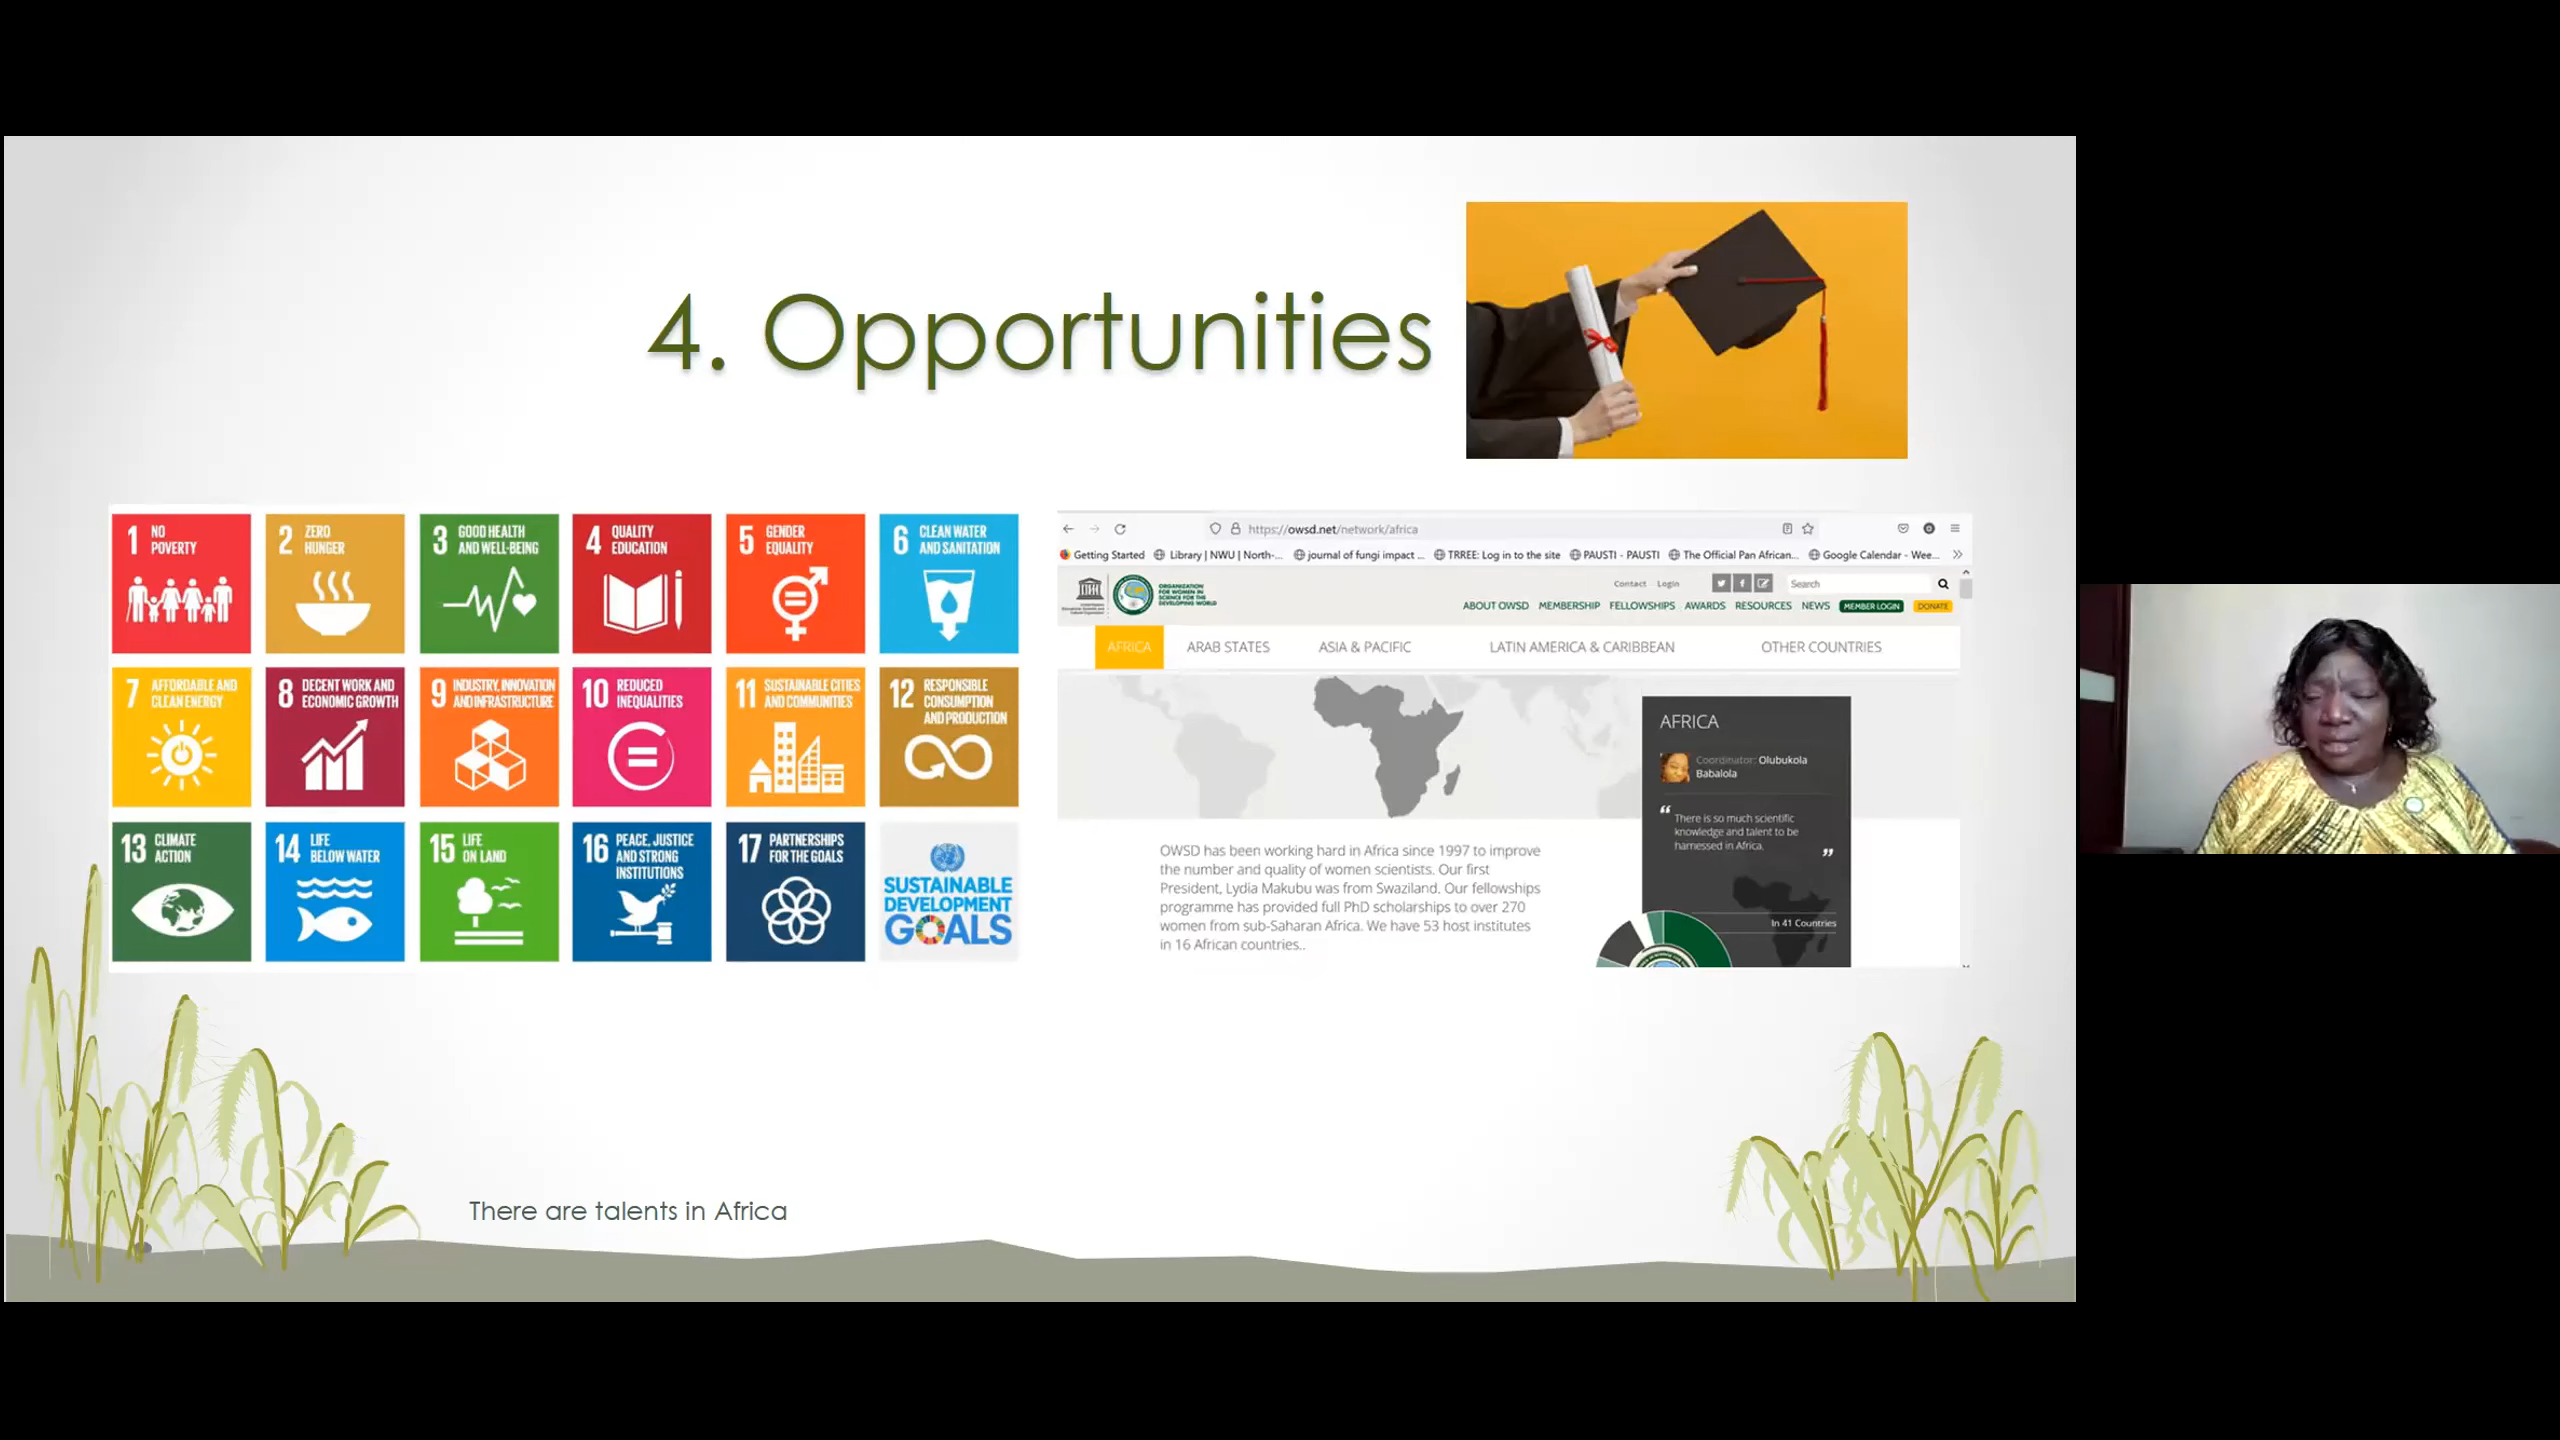 4. Opportunities
1 NO
POVERTY
2 ZERO
HUNGER
3 GOOD HEALTH
AND WELL-BEING
4 QUALITY
EDUCATION
5 GENDER
EQUALITY
6 CLEAN WATER
AND SANITATION
7 AFFORDABLE AND
CLEAN ENERGY
8 DECENT WORK AND
ECONOMIC GROWTH
9 INDUSTRY, INNOVATION
AND INFRASTRUCTURE
10 REDUCED
INEQUALITIES
11 SUSTAINABLE CITIES
AND COMMUNITIES
12 RESPONSIBLE
CONSUMPTION
AND PRODUCTION
13 CLIMATE
ACTION
14 LIFE
BELOW WATER
15 LIFE
ON LAND
16 PEACE, JUSTICE
AND STRONG
INSTITUTIONS
17 PARTNERSHIPS
FOR THE GOALS
SUSTAINABLE
DEVELOPMENT
GOALS
https://owsd.net/network/africa
Getting Started Library | NWU | North-... journal of fungi impact ... TRREE: Log in to the site PAUSTI - PAUSTI The Official Pan African... Google Calendar - Wee...
ORGANIZATION
FOR WOMEN IN
SCIENCE FOR THE
DEVELOPING WORLD
Contact Login Search
ABOUT OWSD MEMBERSHIP FELLOWSHIPS AWARDS RESOURCES NEWS MEMBER LOGIN DONATE
AFRICA ARAB STATES ASIA & PACIFIC LATIN AMERICA & CARIBBEAN OTHER COUNTRIES
AFRICA
Coordinator: Olubukola
Babalola
“ There is so much scientific
knowledge and talent to be
harnessed in Africa. ”
In 41 Countries
OWSD has been working hard in Africa since 1997 to improve
the number and quality of women scientists. Our first
President, Lydia Makubu was from Swaziland. Our fellowships
programme has provided full PhD scholarships to over 270
women from sub-Saharan Africa. We have 53 host institutes
in 16 African countries..
There are talents in Africa